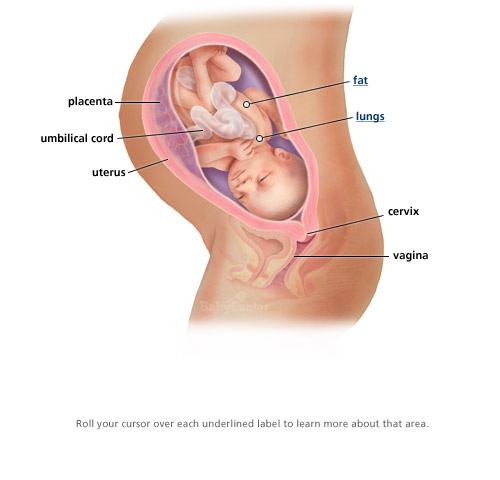 fat
lungs
placenta
umbilical cord
uterus
cervix
vagina
BabyCenter
Roll your cursor over each underlined label to learn more about that area.